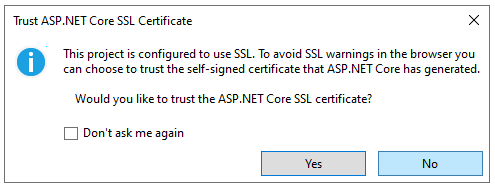 Trust ASP.NET Core SSL Certificate
This project is configured to use SSL. To avoid SSL warnings in the browser you
can choose to trust the self-signed certificate that ASP.NET Core has generated.
Would you like to trust the ASP.NET Core SSL certificate?
Don't ask me again
Yes
No